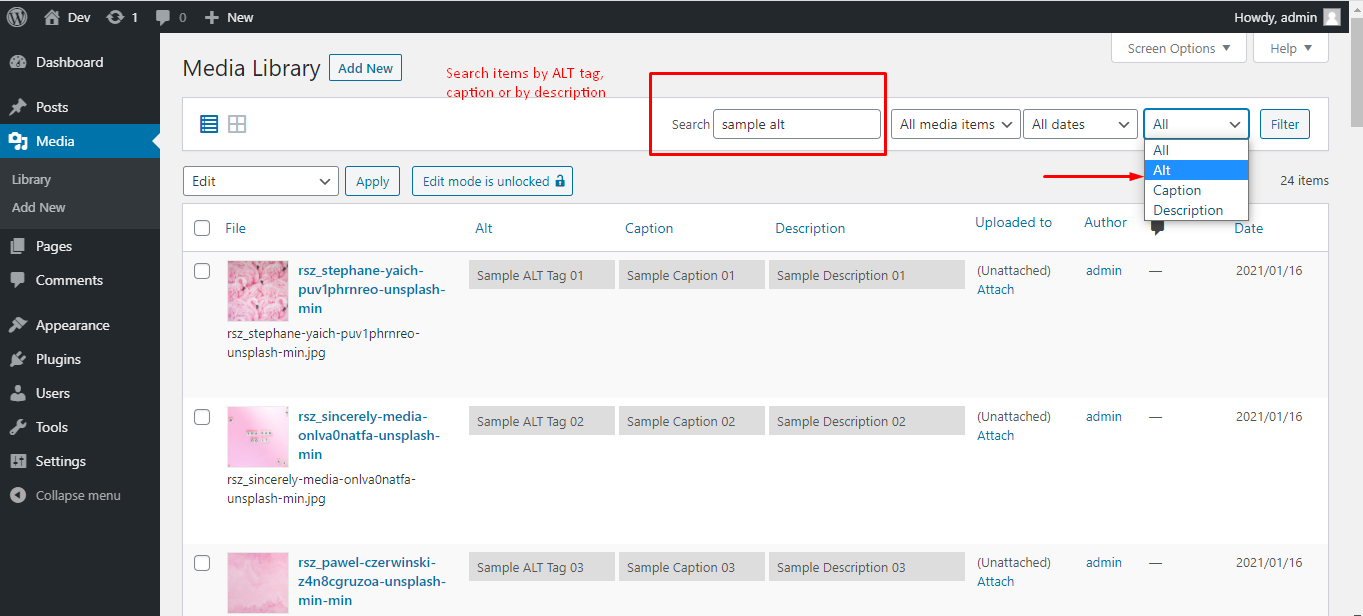 Dev 1 0 New Howdy, admin
Screen Options Help
Dashboard
Posts
Media
Library
Add New
Pages
Comments
Appearance
Plugins
Users
Tools
Settings
Collapse menu
Media Library Add New
Search items by ALT tag,
caption or by description
Search sample alt All media items All dates All Filter
All
Alt
Caption
Description
Edit Apply Edit mode is unlocked 24 items
File Alt Caption Description Uploaded to Author Date
rsz_stephane-yaich-
puv1phrnreo-unsplash-
min
rsz_stephane-yaich-puv1phrnreo-
unsplash-min.jpg
Sample ALT Tag 01 Sample Caption 01 Sample Description 01 (Unattached) admin — 2021/01/16
Attach
rsz_sincerely-media-
onlva0natfa-unsplash-
min
rsz_sincerely-media-onlva0natfa-
unsplash-min.jpg
Sample ALT Tag 02 Sample Caption 02 Sample Description 02 (Unattached) admin — 2021/01/16
Attach
rsz_pawel-czerwinski-
z4n8cgruzoa-unsplash-
min-min
Sample ALT Tag 03 Sample Caption 03 Sample Description 03 (Unattached) admin — 2021/01/16
Attach